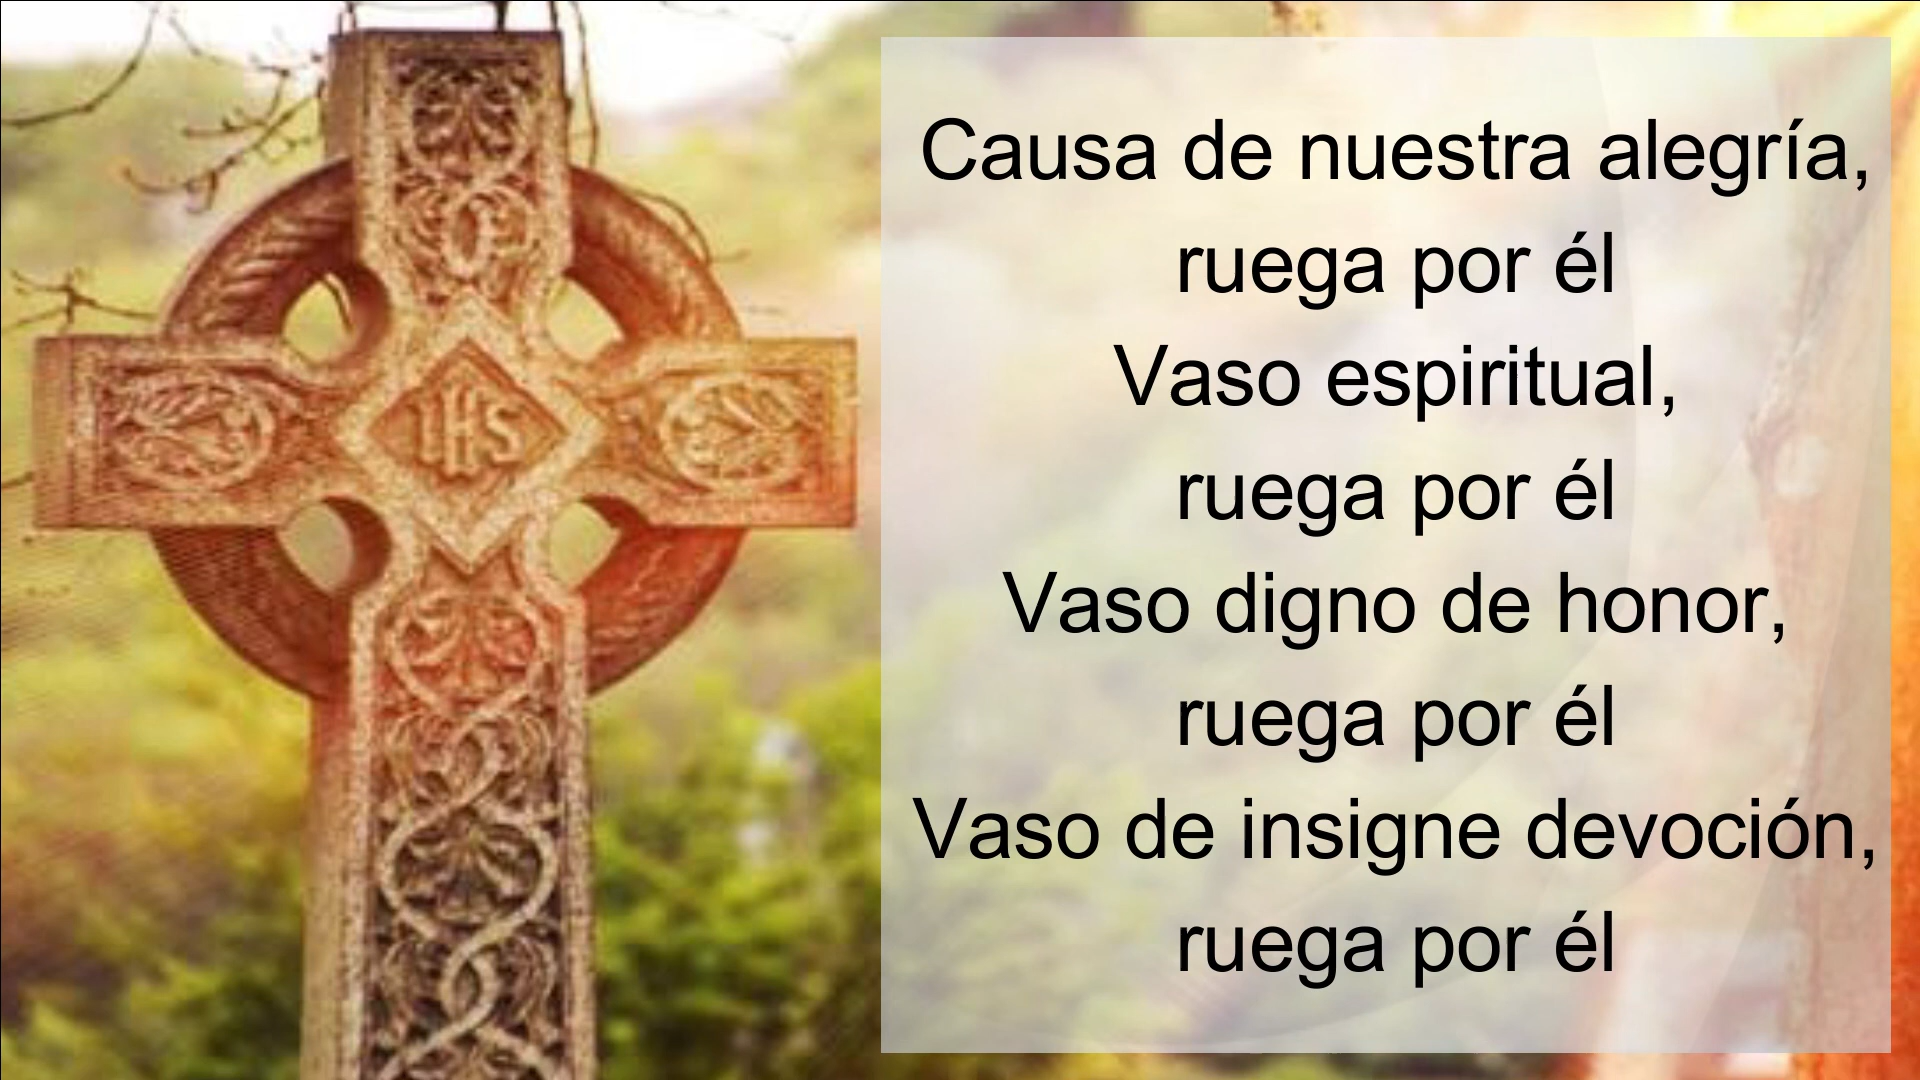 IHS
Causa de nuestra alegría,
ruega por él
Vaso espiritual,
ruega por él
Vaso digno de honor,
ruega por él
Vaso de insigne devoción,
ruega por él